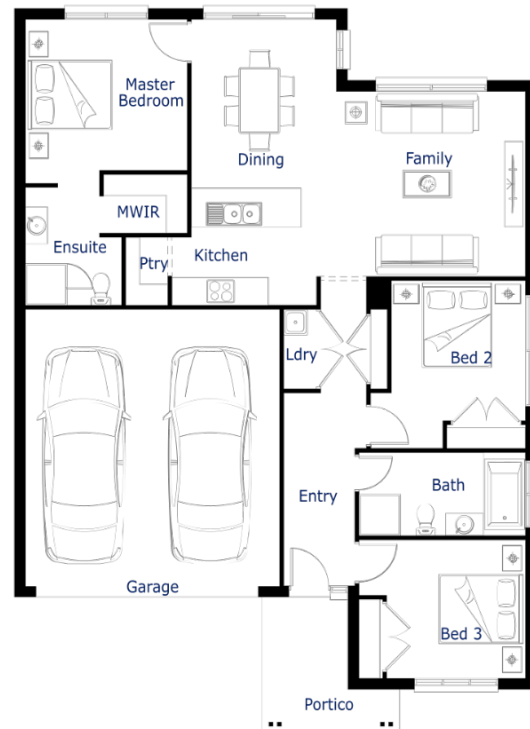 Master
Bedroom
Dining
Family
MWIR
Ensuite
Ptry
Kitchen
Ldry
Bed 2
Entry
Bath
Garage
Bed 3
Portico